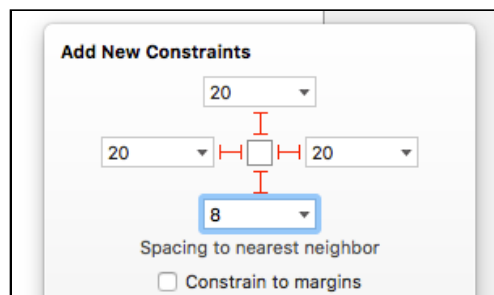 Add New Constraints
20
20 20
8
Spacing to nearest neighbor
Constrain to margins